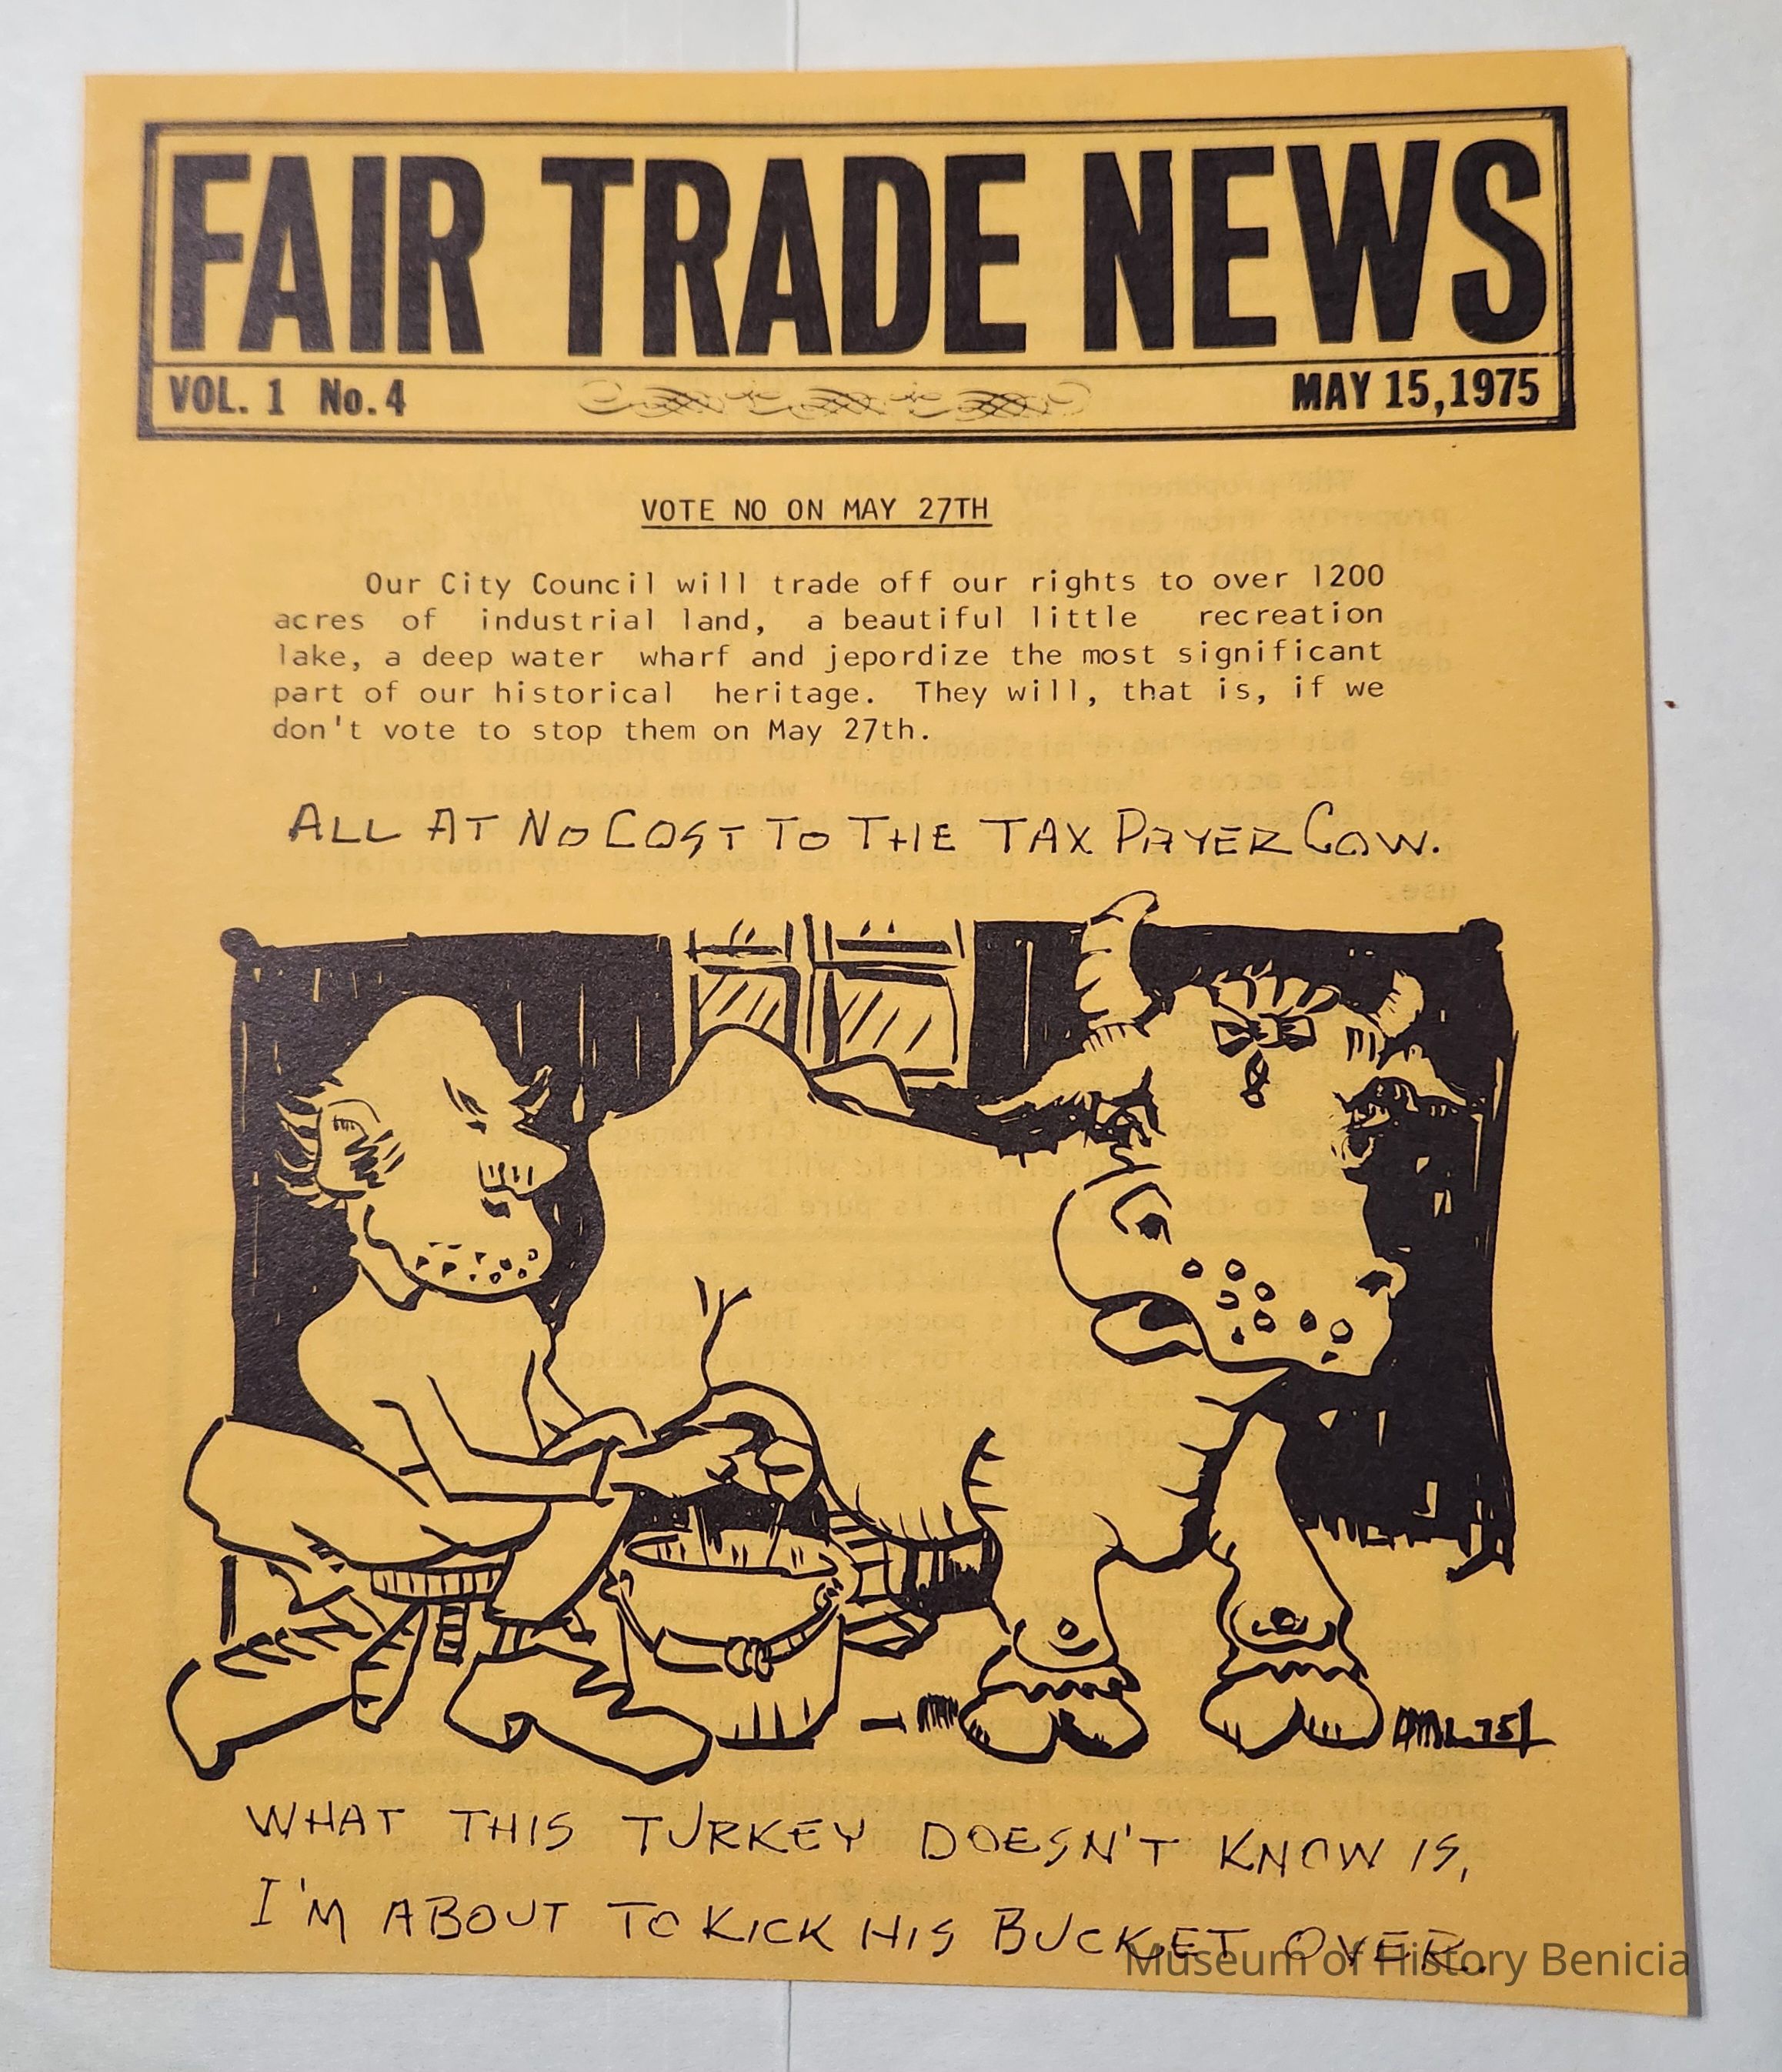 FAIR TRADE NEWS
VOL. 1 No. 4 MAY 15, 1975
VOTE NO ON MAY 27TH
Our City Council will trade off our rights to over 1200
acres of industrial land, a beautiful little recreation
lake, a deep water wharf and jepordize the most significant
part of our historical heritage. They will, that is, if we
don't vote to stop them on May 27th.
ALL AT NO COST TO THE TAX PAYER COW.
WHAT THIS TURKEY DOESN'T KNOW IS,
I'M ABOUT TO KICK HIS BUCKET OVER.
Museum of History Benicia